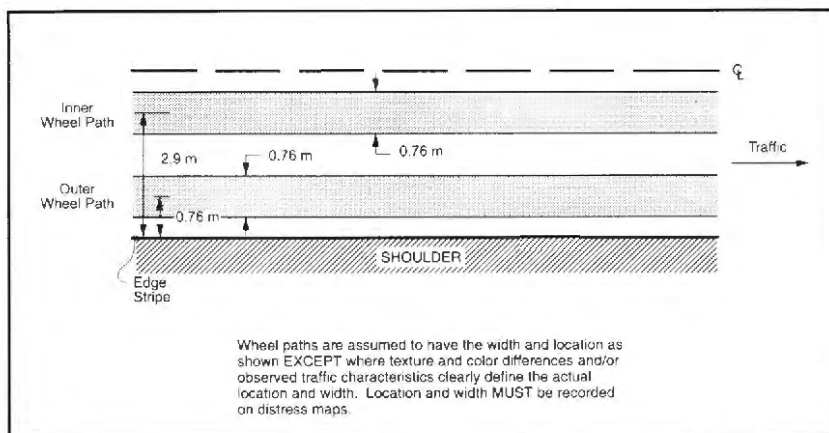 ℄
Inner
Wheel Path
0.76 m
Traffic
2.9 m
0.76 m
Outer
Wheel Path
0.76 m
SHOULDER
Edge
Stripe
Wheel paths are assumed to have the width and location as
shown EXCEPT where texture and color differences and/or
observed traffic characteristics clearly define the actual
location and width. Location and width MUST be recorded
on distress maps.